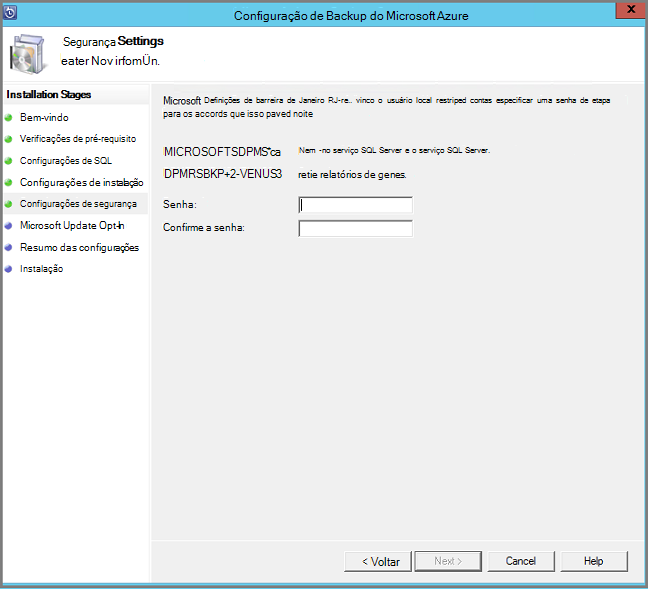 Configuração de Backup do Microsoft Azure
X
Segurança Settings
eater Nov irfomÜn.
Installation Stages
Bem-vindo
Verificações de pré-requisito
Configurações de SQL
Configurações de instalação
Configurações de segurança
Microsoft Update Opt-In
Resumo das configurações
Instalação
Microsoft Definições de barreira de Janeiro RJ-re.. vinco o usuário local restriped contas especificar uma senha de etapa
para os accords que isso paved noite
MICROSOFTSDPMS*ca Nem -no serviço SQL Server e o serviço SQL Server.
DPMRSBKP+2-VENUS3 retie relatórios de genes.
Senha:
Confirme a senha:
< Voltar Next > Cancel Help